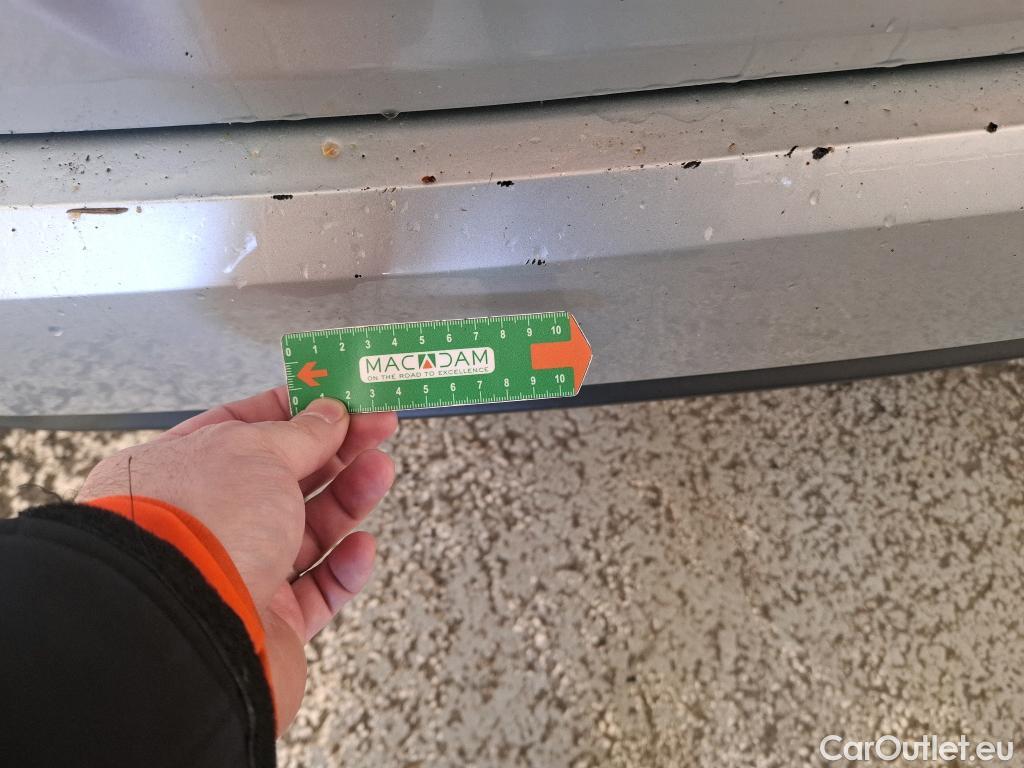 0 1 2 3 4 5 6 7 8 9 10
MACADAM
ON THE ROAD TO EXCELLENCE
0 1 2 3 4 5 6 7 8 9 10
CarOutlet.eu